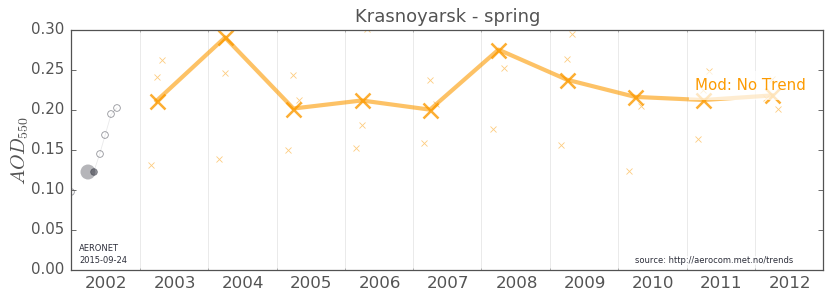 Krasnoyarsk - spring
0.30
0.25
0.20
0.15
0.10
0.05
0.00
AOD550
Mod: No Trend
AERONET
2015-09-24
source: http://aerocom.met.no/trends
2002 2003 2004 2005 2006 2007 2008 2009 2010 2011 2012